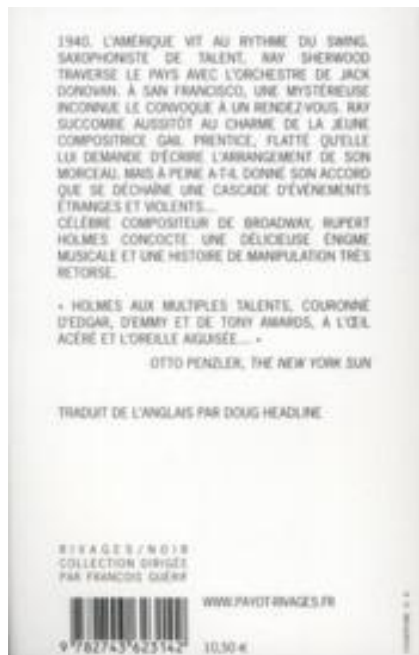 1940. L'AMÉRIQUE VIT AU RYTHME DU SWING.
SAXOPHONISTE DE TALENT, RAY SHERWOOD
TRAVERSE LE PAYS AVEC L'ORCHESTRE DE JACK
DONOVAN. À SAN FRANCISCO, UNE MYSTÉRIEUSE
INCONNUE LE CONVOQUE À UN RENDEZ-VOUS. RAY
SUCCOMBE AUSSITÔT AU CHARME DE LA JEUNE
COMPOSITRICE GAIL PRENTICE, FLATTÉ QU'ELLE
LUI DEMANDE D'ÉCRIRE L'ARRANGEMENT DE SON
MORCEAU. MAIS À PEINE A-T-IL DONNÉ SON ACCORD
QUE SE DÉCHAÎNE UNE CASCADE D'ÉVÉNEMENTS
ÉTRANGES ET VIOLENTS...
CÉLÈBRE COMPOSITEUR DE BROADWAY, RUPERT
HOLMES CONCOCTE UNE DÉLICIEUSE ÉNIGME
MUSICALE ET UNE HISTOIRE DE MANIPULATION TRÈS
RETORSE.
« HOLMES AUX MULTIPLES TALENTS, COURONNÉ
D'EDGAR, D'EMMY ET DE TONY AWARDS, A L'ŒIL
ACÉRÉ ET L'OREILLE AIGUISÉE... »
OTTO PENZLER, THE NEW YORK SUN
TRADUIT DE L'ANGLAIS PAR DOUG HEADLINE
RIVAGES/NOIR
COLLECTION DIRIGÉE
PAR FRANÇOIS GUÉRIF
WWW.PAYOT-RIVAGES.FR
9 782743 623142
10,50 €